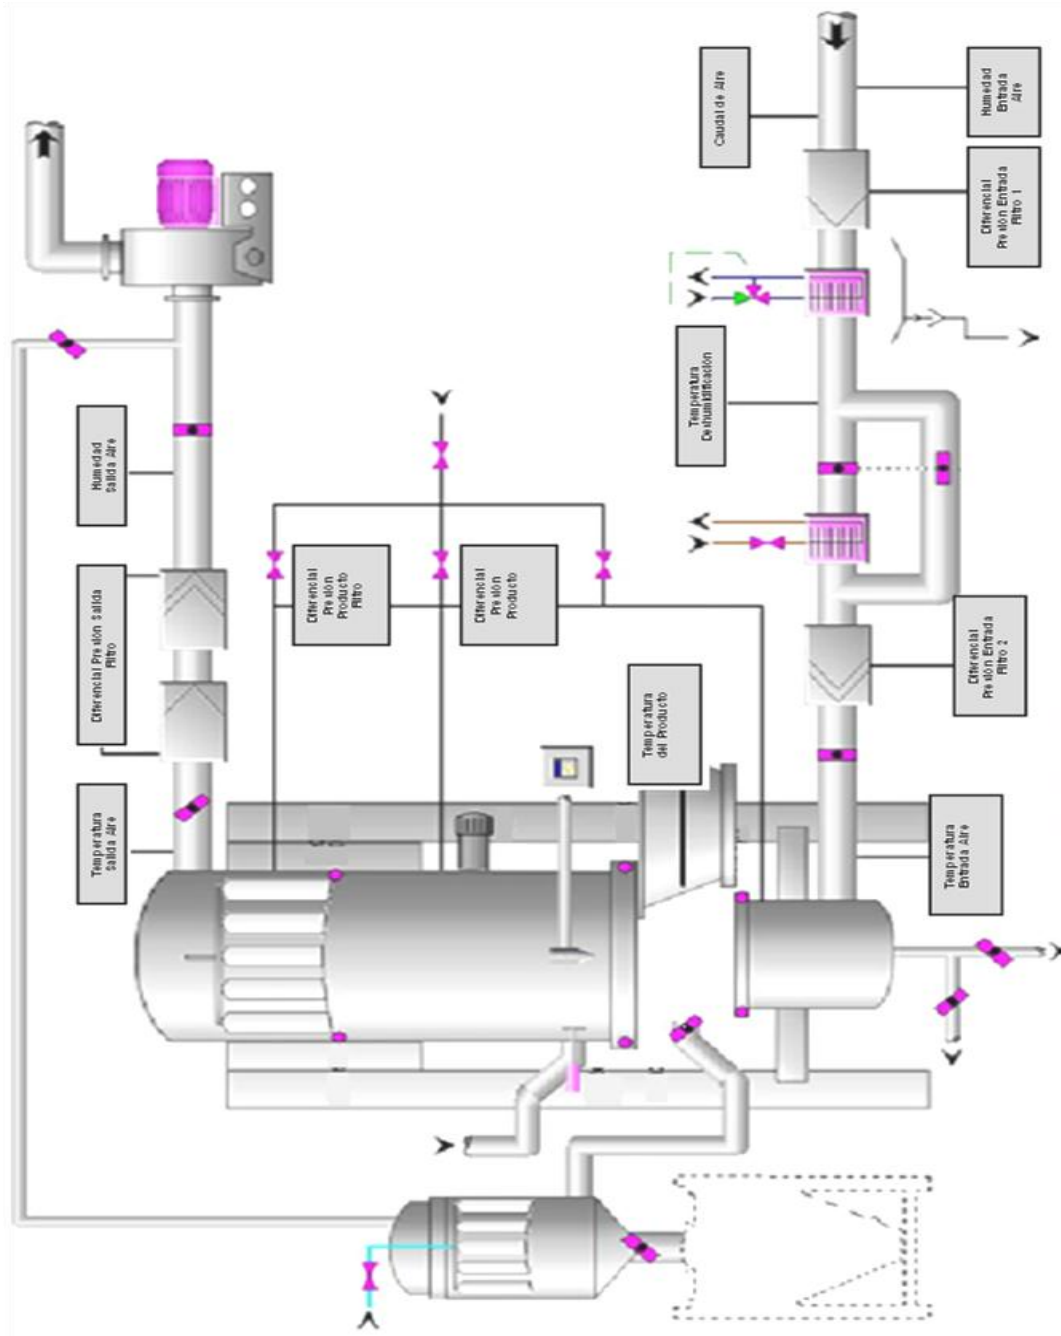 Caudal de Aire
Humedad
Entrada
Aire
Diferencial
Presión Entrada
Filtro 1
Temperatura
Deshumidificación
Humedad
Salida Aire
Diferencial
Presión
Producto
Filtro
Diferencial
Presión
Producto
Diferencial Presión Salida
Filtro
Diferencial
Presión Entrada
Filtro 2
Temperatura
del Producto
Temperatura
Salida Aire
Temperatura
Entrada Aire